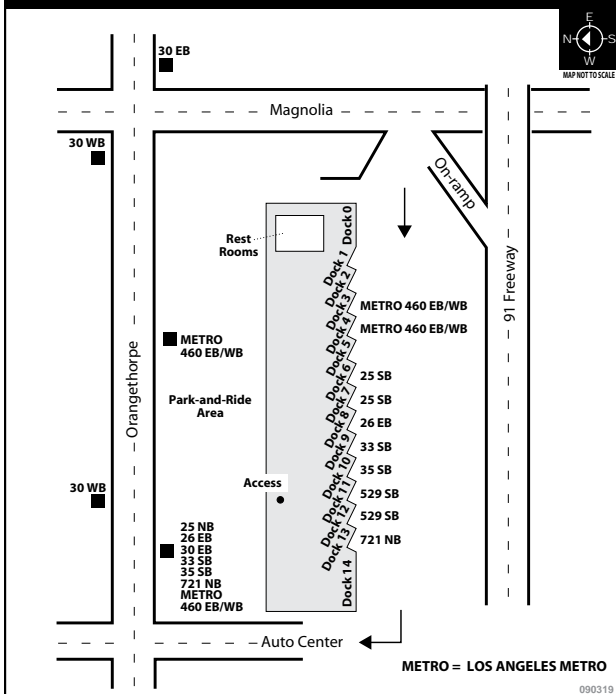 E
N
S
W
MAP NOT TO SCALE
30 EB
Magnolia
30 WB
On-ramp
Rest
Rooms
Dock 0
Dock 1
Dock 2
Dock 3
Dock 4
Dock 5
Dock 6
Dock 7
Dock 8
Dock 9
Dock 10
Dock 11
Dock 12
Dock 13
Dock 14
METRO 460 EB/WB
METRO 460 EB/WB
25 SB
25 SB
26 EB
33 SB
35 SB
529 SB
529 SB
721 NB
91 Freeway
Orangethorpe
METRO
460 EB/WB
Park-and-Ride
Area
Access
30 WB
25 NB
26 EB
30 EB
33 SB
35 SB
721 NB
METRO
460 EB/WB
Auto Center
METRO = LOS ANGELES METRO
090319